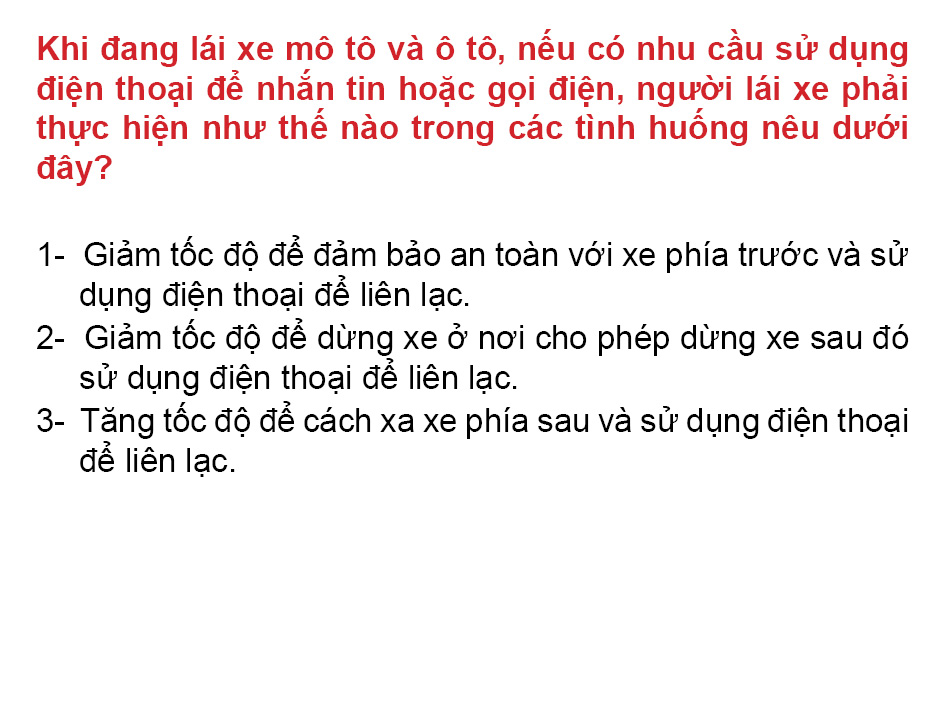 Khi đang lái xe mô tô và ô tô, nếu có nhu cầu sử dụng
điện thoại để nhắn tin hoặc gọi điện, người lái xe phải
thực hiện như thế nào trong các tình huống nêu dưới
đây?
1- Giảm tốc độ để đảm bảo an toàn với xe phía trước và sử
dụng điện thoại để liên lạc.
2- Giảm tốc độ để dừng xe ở nơi cho phép dừng xe sau đó
sử dụng điện thoại để liên lạc.
3- Tăng tốc độ để cách xa xe phía sau và sử dụng điện thoại
để liên lạc.